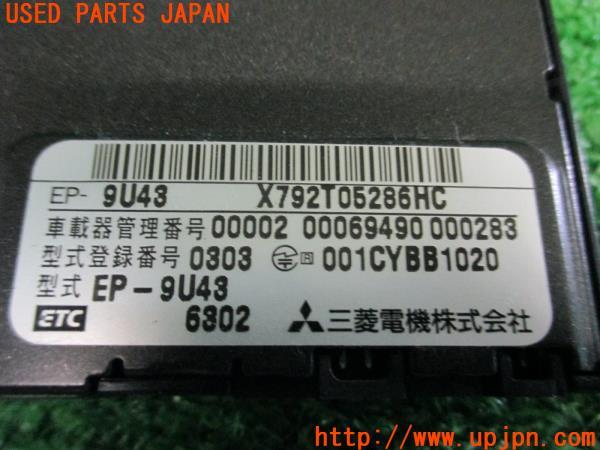 USED PARTS JAPAN
EP- 9U43 X792T05286HC
車載器管理番号 00002 00069490 000283
型式登録番号 0303 R 001CYBB1020
型式 EP-9U43
ETC 6302 三菱電機株式会社
http://www.upjpn.com/